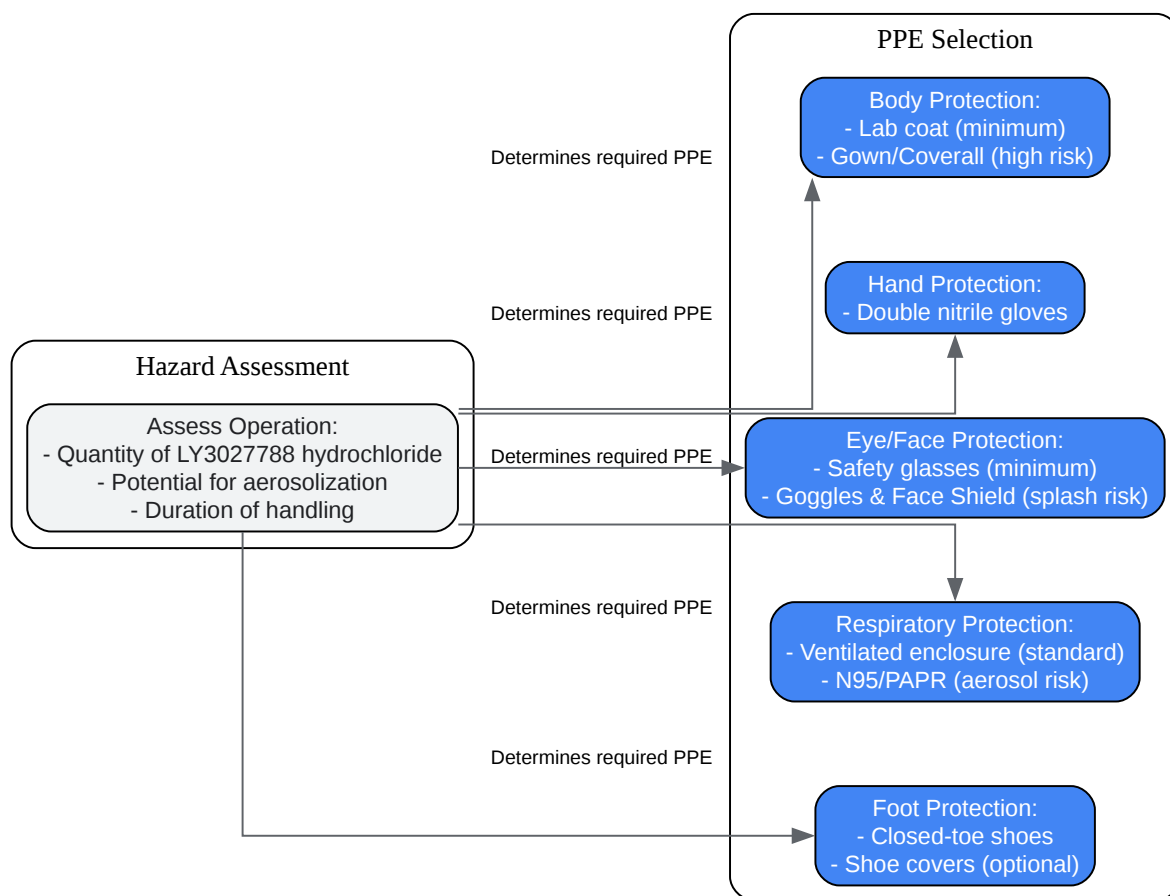 PPE Selection
Body Protection:
- Lab coat (minimum)
- Gown/Coverall (high risk)
Determines required PPE
Hand Protection:
- Double nitrile gloves
Determines required PPE
Hazard Assessment
Assess Operation:
- Quantity of LY3027788 hydrochloride
- Potential for aerosolization
- Duration of handling
Determines required PPE
Eye/Face Protection:
- Safety glasses (minimum)
- Goggles & Face Shield (splash risk)
Determines required PPE
Respiratory Protection:
- Ventilated enclosure (standard)
- N95/PAPR (aerosol risk)
Determines required PPE
Foot Protection:
- Closed-toe shoes
- Shoe covers (optional)